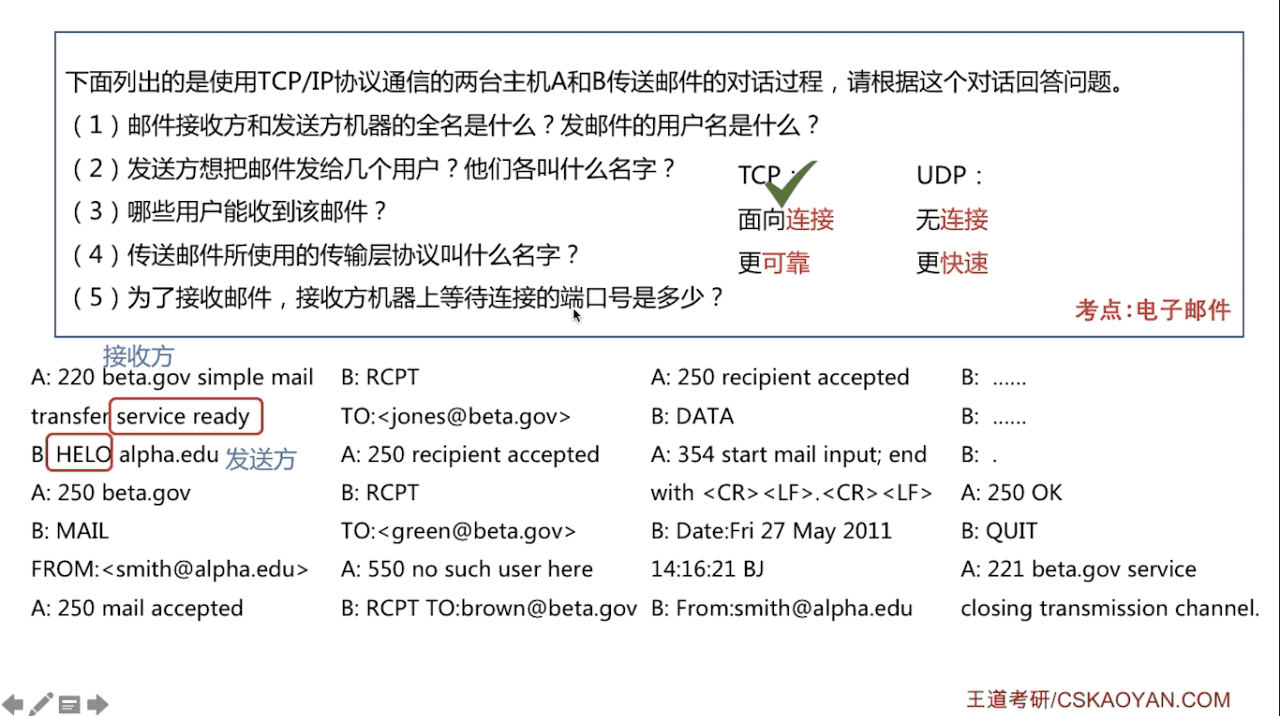 下面列出的是使用TCP/IP协议通信的两台主机A和B传送邮件的对话过程，请根据这个对话回答问题。
（1）邮件接收方和发送方机器的全名是什么？发邮件的用户名是什么？
（2）发送方想把邮件发给几个用户？他们各叫什么名字？
（3）哪些用户能收到该邮件？
（4）传送邮件所使用的传输层协议叫什么名字？
（5）为了接收邮件，接收方机器上等待连接的端口号是多少？
TCP：
面向连接
更可靠
UDP：
无连接
更快速
考点:电子邮件
接收方
A: 220 beta.gov simple mail
transfer service ready
B: HELO alpha.edu 发送方
A: 250 beta.gov
B: MAIL
FROM:<smith@alpha.edu>
A: 250 mail accepted
B: RCPT
TO:<jones@beta.gov>
A: 250 recipient accepted
B: RCPT
TO:<green@beta.gov>
A: 550 no such user here
B: RCPT TO:brown@beta.gov
A: 250 recipient accepted
B: DATA
A: 354 start mail input; end
with <CR><LF>.<CR><LF>
B: Date:Fri 27 May 2011
14:16:21 BJ
B: From:smith@alpha.edu
B: ......
B: ......
B: .
A: 250 OK
B: QUIT
A: 221 beta.gov service
closing transmission channel.
王道考研/CSKAOYAN.COM